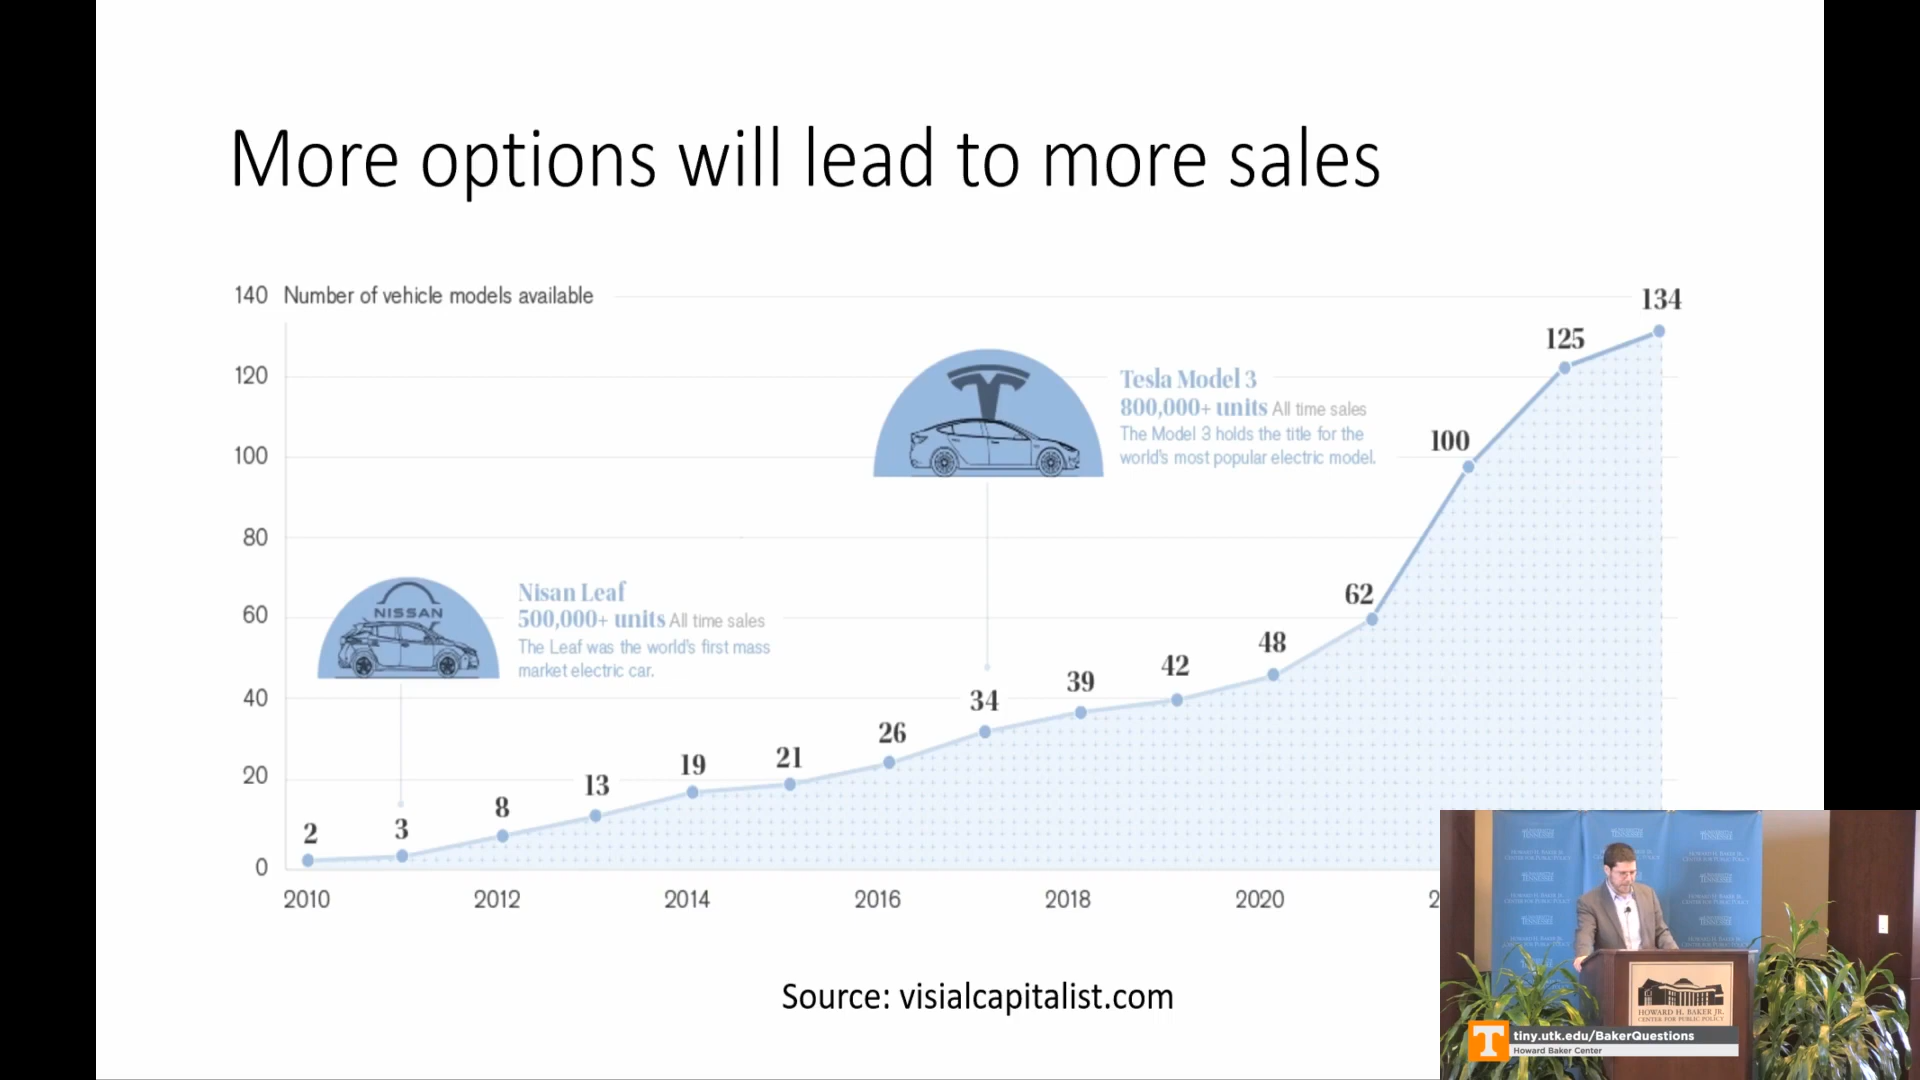 More options will lead to more sales
140 Number of vehicle models available
134
125
120
Tesla Model 3
800,000+ units All time sales
The Model 3 holds the title for the
world's most popular electric model.
100
100
80
NISSAN
Nisan Leaf
500,000+ units All time sales
The Leaf was the world's first mass
market electric car.
60
62
48
40
42
39
34
26
20
21
19
13
8
3
2
0
2010
2012
2014
2016
2018
2020
Source: visialcapitalist.com
HOWARD H. BAKER JR.
CENTER FOR PUBLIC POLICY
T
tiny.utk.edu/BakerQuestions
Howard Baker Center